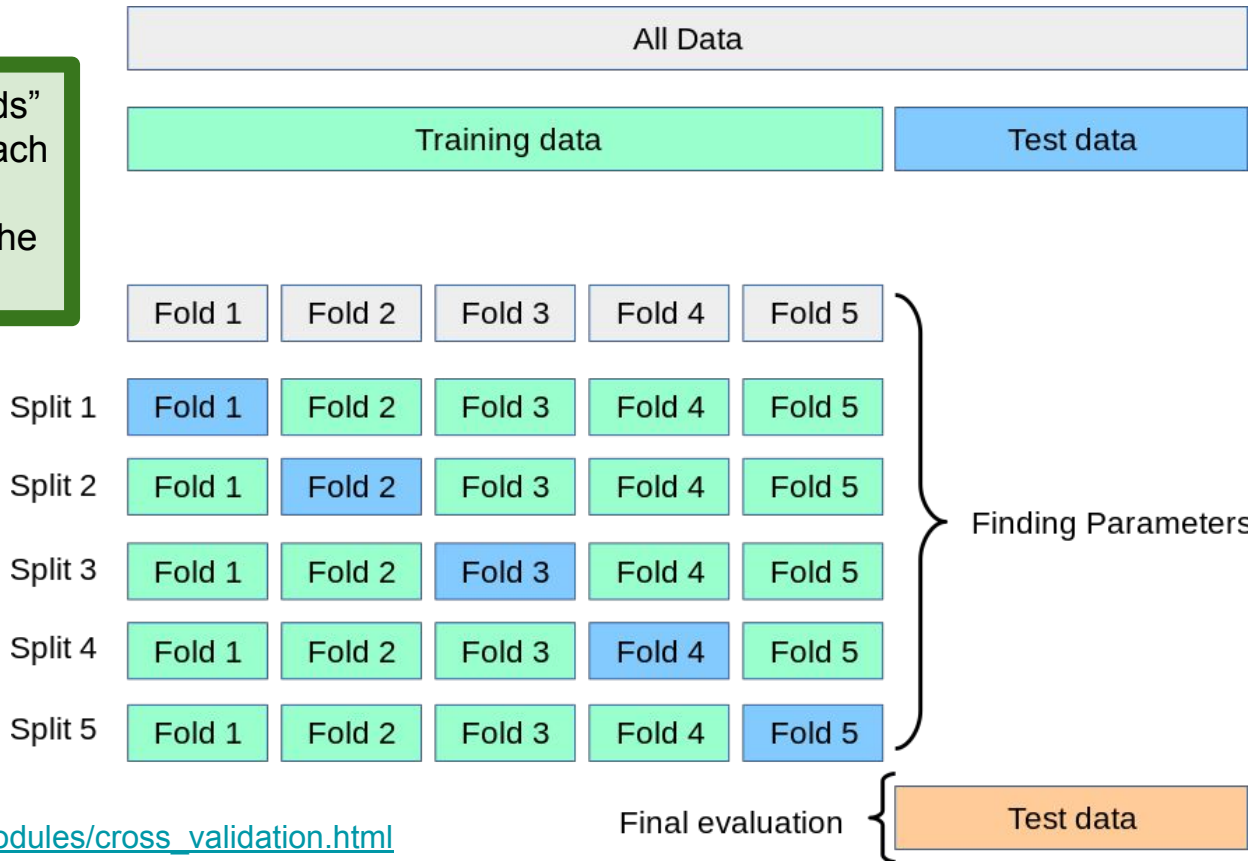 All Data
ds”
ach
he
Training data Test data
Fold 1 Fold 2 Fold 3 Fold 4 Fold 5
Split 1 Fold 1 Fold 2 Fold 3 Fold 4 Fold 5
Split 2 Fold 1 Fold 2 Fold 3 Fold 4 Fold 5
Finding Parameters
Split 3 Fold 1 Fold 2 Fold 3 Fold 4 Fold 5
Split 4 Fold 1 Fold 2 Fold 3 Fold 4 Fold 5
Split 5 Fold 1 Fold 2 Fold 3 Fold 4 Fold 5
Final evaluation Test data
odules/cross_validation.html